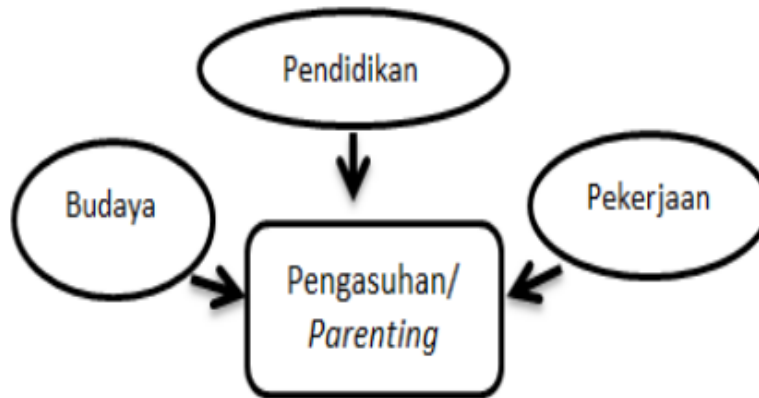 Pendidikan
Budaya
Pekerjaan
Pengasuhan/
Parenting